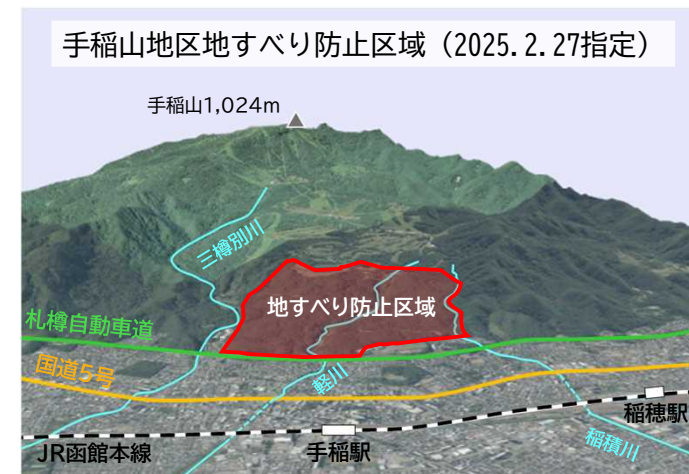 手稲山地区地すべり防止区域（2025.2.27指定）
手稲山1,024m
三樽別川
地すべり防止区域
札樽自動車道
国道5号
軽川
稲穂駅
JR函館本線
手稲駅
稲積川